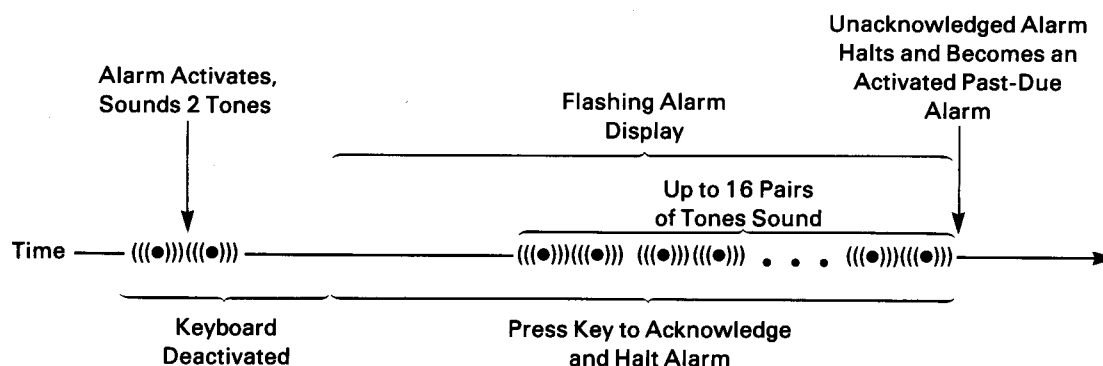 Unacknowledged Alarm
Halts and Becomes an
Activated Past-Due
Alarm
Alarm Activates,
Sounds 2 Tones
Flashing Alarm
Display
Up to 16 Pairs
of Tones Sound
Time
Keyboard
Deactivated
Press Key to Acknowledge
and Halt Alarm